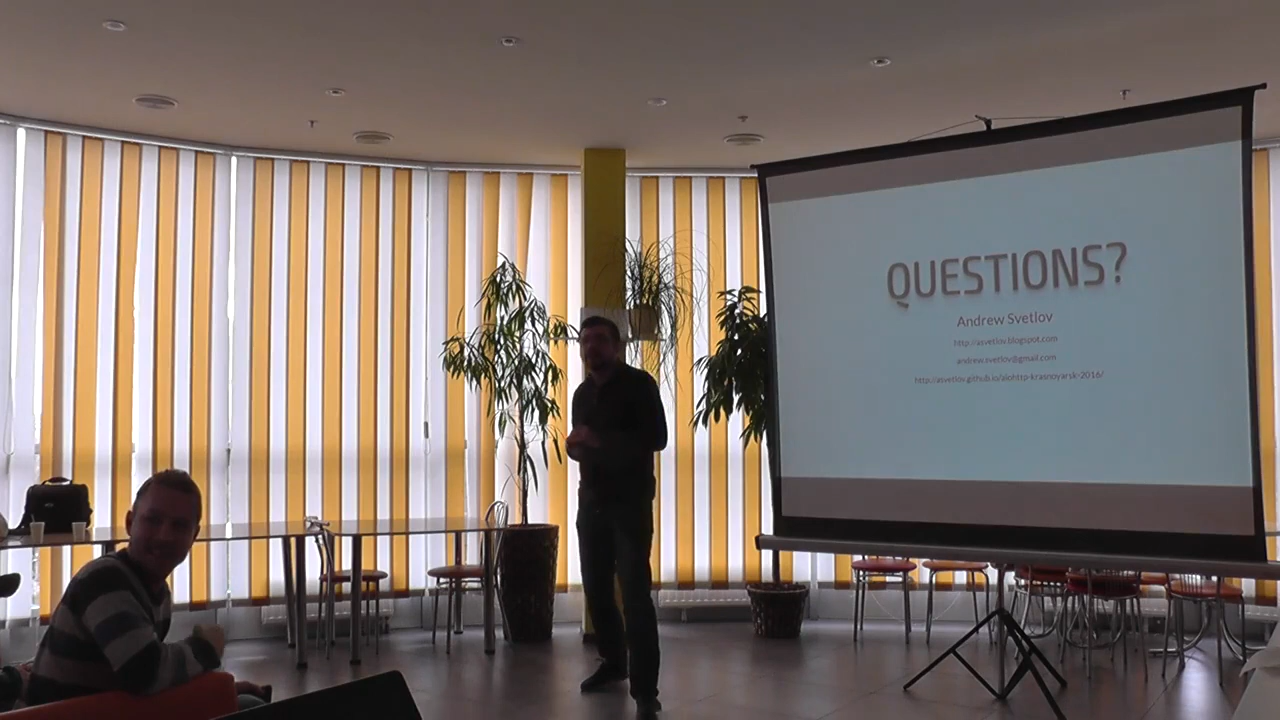 QUESTIONS?
Andrew Svetlov
http://asvetlov.blogspot.com
andrew.svetlov@gmail.com
http://asvetlov.github.io/aiohttp-krasnoyarsk-2016/